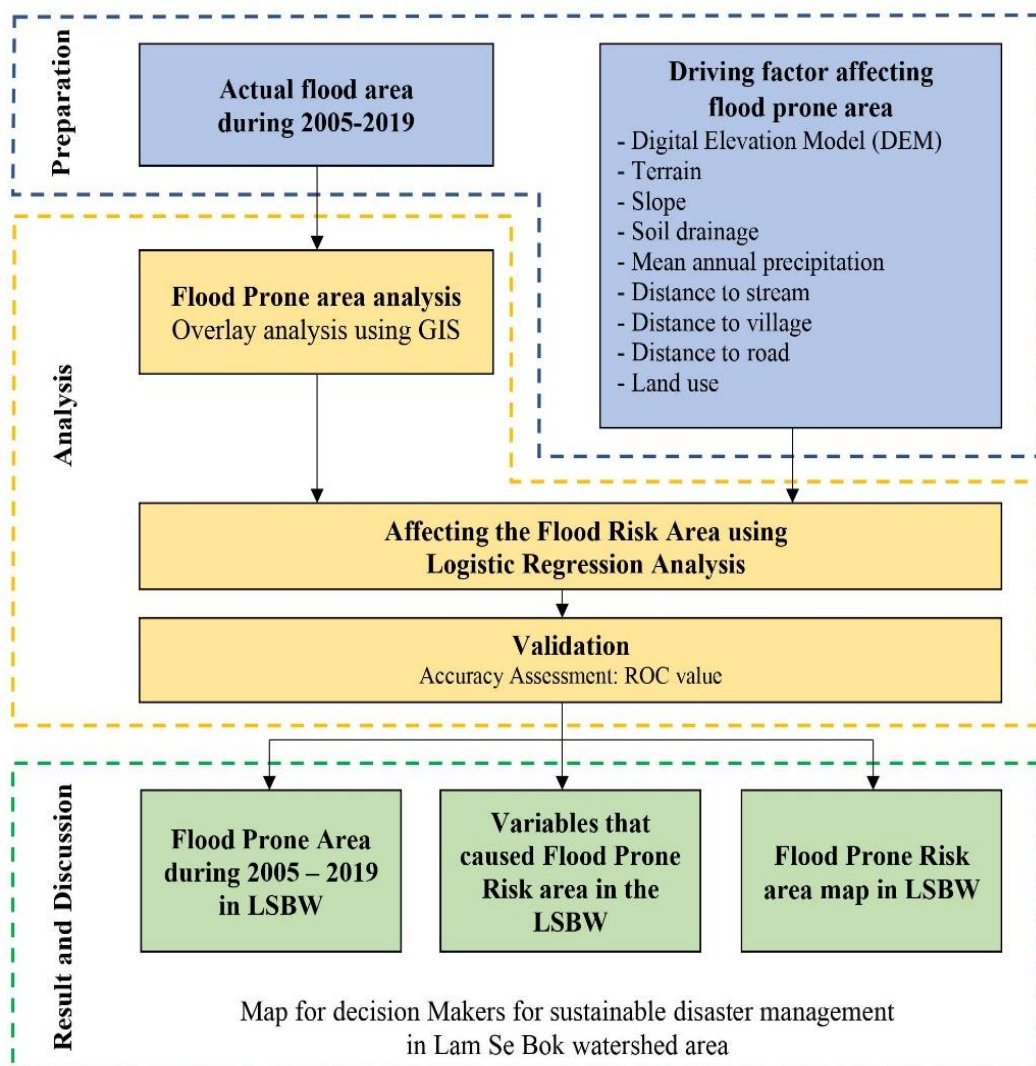 Preparation
Actual flood area
during 2005-2019
Driving factor affecting
flood prone area
- Digital Elevation Model (DEM)
- Terrain
- Slope
- Soil drainage
- Mean annual precipitation
- Distance to stream
- Distance to village
- Distance to road
- Land use
Analysis
Flood Prone area analysis
Overlay analysis using GIS
Affecting the Flood Risk Area using
Logistic Regression Analysis
Validation
Accuracy Assessment: ROC value
Result and Discussion
Flood Prone Area
during 2005 – 2019
in LSBW
Variables that
caused Flood Prone
Risk area in the
LSBW
Flood Prone Risk
area map in LSBW
Map for decision Makers for sustainable disaster management
in Lam Se Bok watershed area